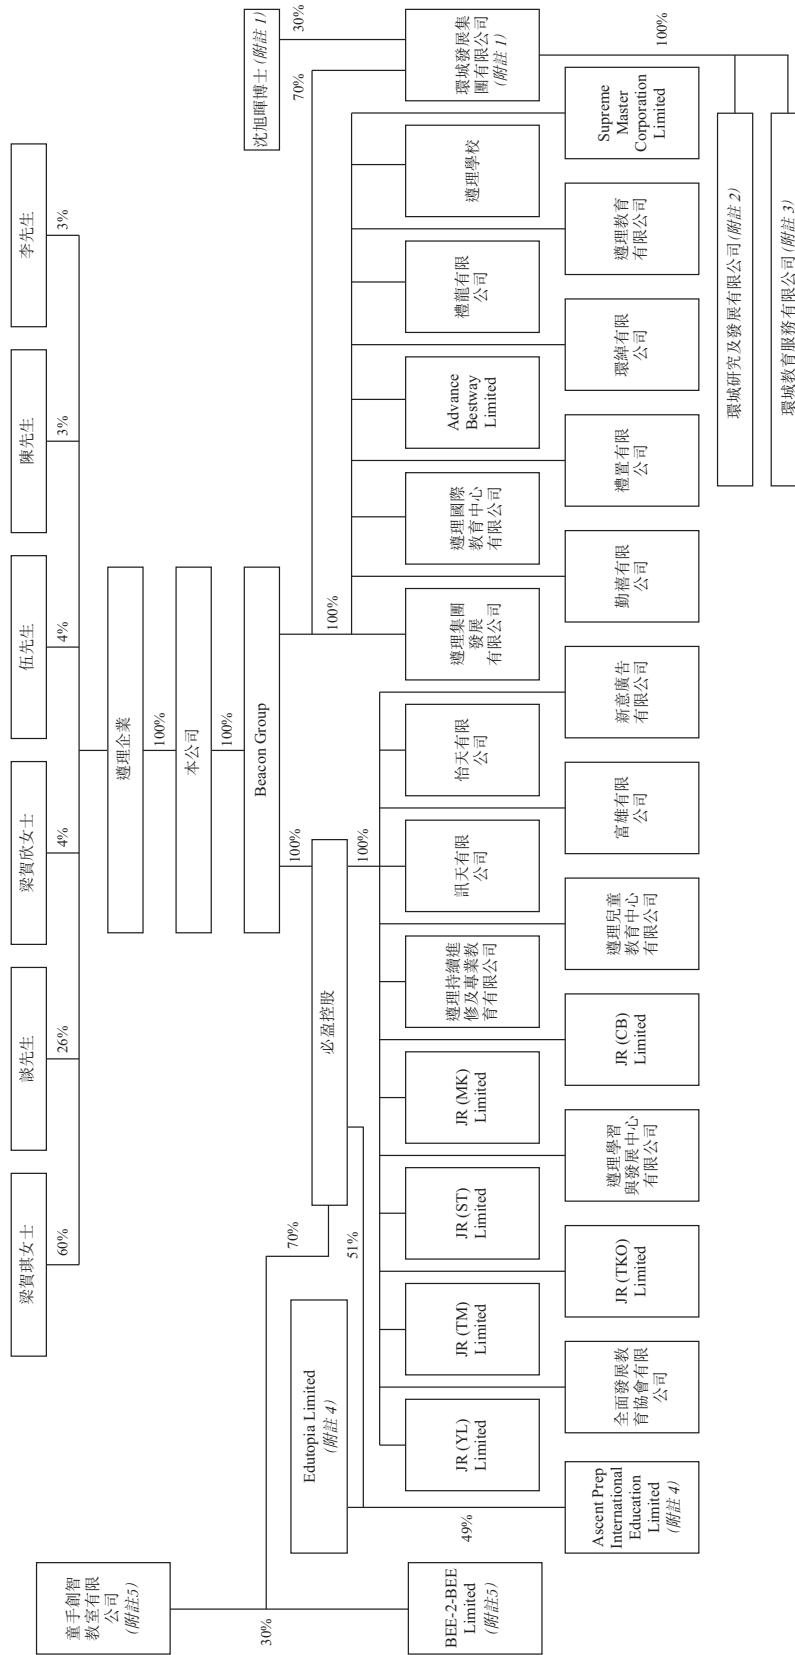 梁賀琪女士
談先生
梁賀欣女士
伍先生
陳先生
李先生
60%
26%
4%
4%
3%
3%
遵理企業
100%
本公司
100%
Beacon Group
100%
100%
70%
30%
沈旭暉博士 (附註 1)
童手創智
教室有限
公司
(附註5)
30%
70%
必盈控股
Edutopia Limited
(附註 4)
51%
100%
49%
BEE-2-BEE
Limited
(附註5)
JR (YL)
Limited
JR (TM)
Limited
JR (ST)
Limited
JR (MK)
Limited
遵理持續進
修及專業教
育有限公司
訊天有限
公司
怡天有限
公司
遵理集團
發展
有限公司
遵理國際
教育中心
有限公司
Advance
Bestway
Limited
禮龍有限
公司
遵理學校
環城發展集
團有限公司
(附註 1)
Ascent Prep
International
Education
Limited
(附註 4)
全面發展教
育協會有限
公司
JR (TKO)
Limited
遵理學習
與發展中心
有限公司
JR (CB)
Limited
遵理兒童
教育中心
有限公司
富雄有限
公司
新意廣告
有限公司
勤禧有限
公司
禮置有限
公司
環綽有限
公司
遵理教育
有限公司
Supreme
Master
Corporation
Limited
100%
環城研究及發展有限公司 (附註 2)
環城教育服務有限公司 (附註 3)